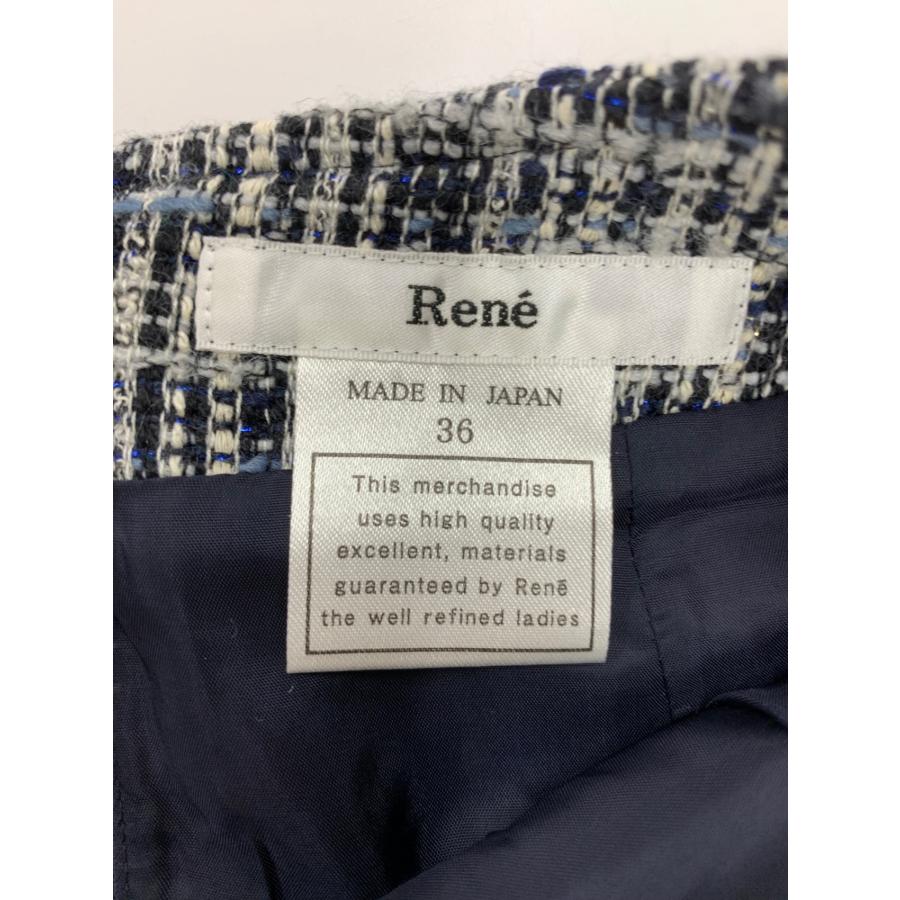 René
MADE IN JAPAN
36
This merchandise
uses high quality
excellent, materials
guaranteed by Renē
the well refined ladies